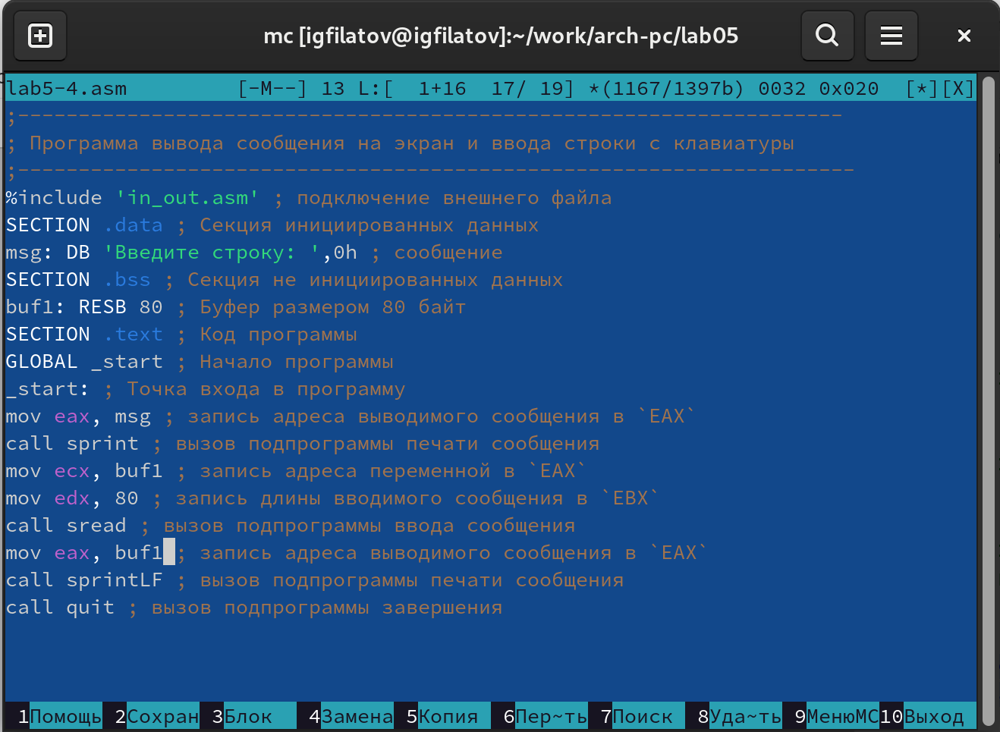 mc [igfilatov@igfilatov]:~/work/arch-pc/lab05
lab5-4.asm [-M--] 13 L:[ 1+16 17/ 19] *(1167/1397b) 0032 0x020 [*][X]
;--------------------------------------------------------------------
; Программа вывода сообщения на экран и ввода строки с клавиатуры
;---------------------------------------------------------------------
%include 'in_out.asm' ; подключение внешнего файла
SECTION .data ; Секция инициированных данных
msg: DB 'Введите строку: ',0h ; сообщение
SECTION .bss ; Секция не инициированных данных
buf1: RESB 80 ; Буфер размером 80 байт
SECTION .text ; Код программы
GLOBAL _start ; Начало программы
_start: ; Точка входа в программу
mov eax, msg ; запись адреса выводимого сообщения в `EAX`
call sprint ; вызов подпрограммы печати сообщения
mov ecx, buf1 ; запись адреса переменной в `EAX`
mov edx, 80 ; запись длины вводимого сообщения в `EBX`
call sread ; вызов подпрограммы ввода сообщения
mov eax, buf1 ; запись адреса выводимого сообщения в `EAX`
call sprintLF ; вызов подпрограммы печати сообщения
call quit ; вызов подпрограммы завершения
1Помощь 2Сохран 3Блок 4Замена 5Копия 6Пер~ть 7Поиск 8Уда~ть 9МенюMC 10Выход